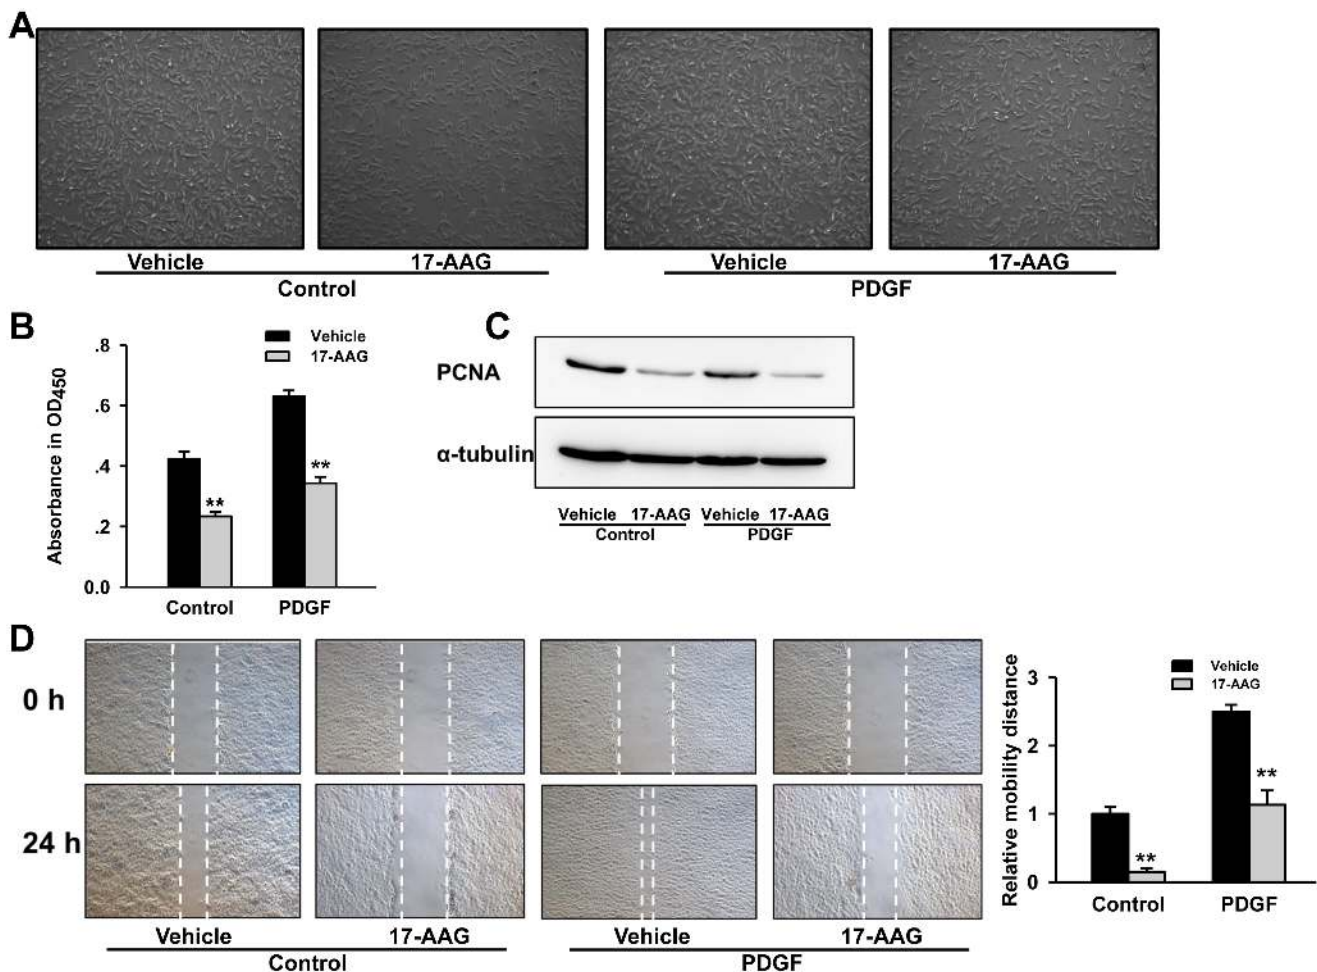 A
Vehicle 17-AAG Vehicle 17-AAG
Control PDGF
B
Vehicle
17-AAG
Absorbance in OD450
.8
.6
.4
.2
0.0
**
**
Control PDGF
C
PCNA
α-tubulin
Vehicle 17-AAG Vehicle 17-AAG
Control PDGF
D
0 h
24 h
Vehicle 17-AAG Vehicle 17-AAG
Control PDGF
Vehicle
17-AAG
Relative mobility distance
3
2
1
0
**
**
Control PDGF